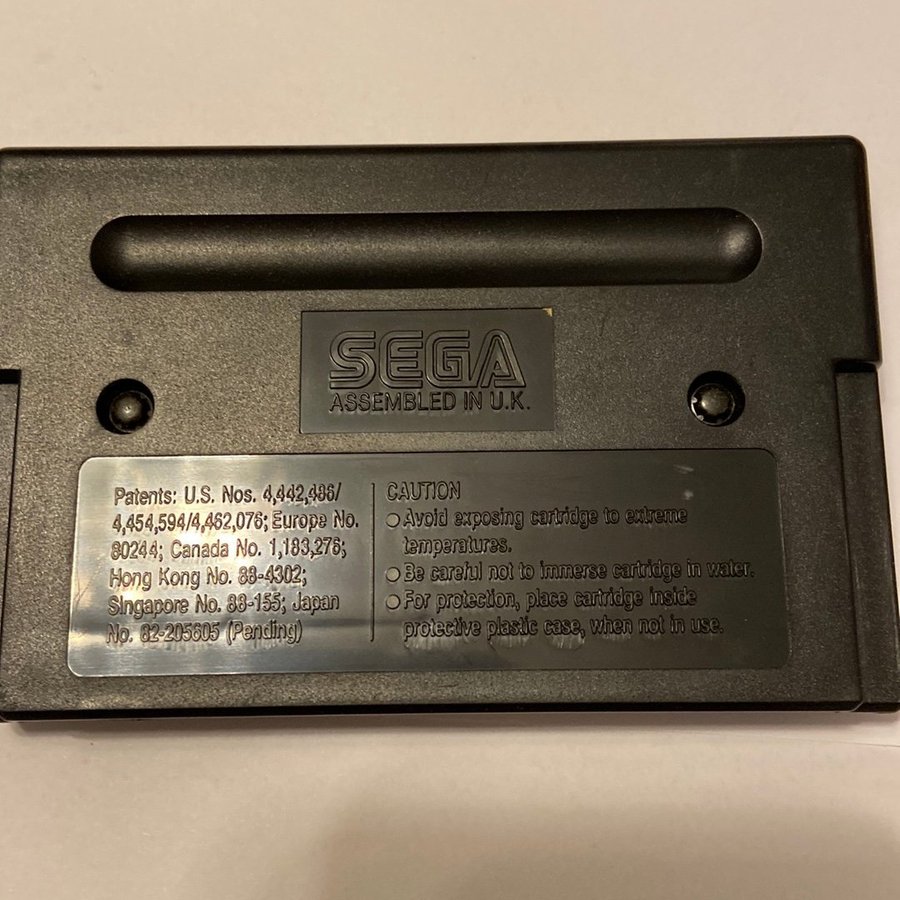 SEGA
ASSEMBLED IN U.K.
Patents: U.S. Nos. 4,442,486/
4,454,594/4,462,076; Europe No.
80244; Canada No. 1,183,276;
Hong Kong No. 88-4302;
Singapore No. 88-155; Japan
No. 82-205605 (Pending)
CAUTION
Avoid exposing cartridge to extreme
temperatures.
Be careful not to immerse cartridge in water.
For protection, place cartridge inside
protective plastic case, when not in use.